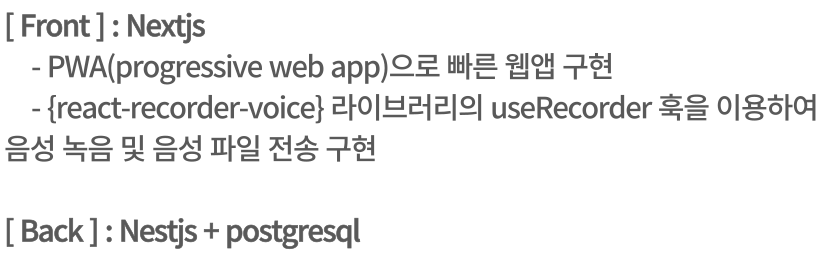 [ Front ] : Nextjs
- PWA(progressive web app)으로 빠른 웹앱 구현
- {react-recorder-voice} 라이브러리의 useRecorder 훅을 이용하여
음성 녹음 및 음성 파일 전송 구현
[ Back ] : Nestjs + postgresql